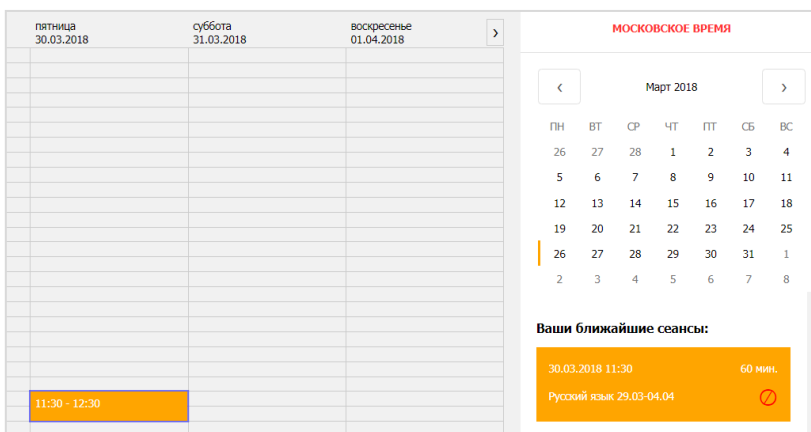 пятница
30.03.2018
суббота
31.03.2018
воскресенье
01.04.2018
МОСКОВСКОЕ ВРЕМЯ
Март 2018
ПН ВТ СР ЧТ ПТ СБ ВС
26 27 28 1 2 3 4
5 6 7 8 9 10 11
12 13 14 15 16 17 18
19 20 21 22 23 24 25
26 27 28 29 30 31 1
2 3 4 5 6 7 8
Ваши ближайшие сеансы:
30.03.2018 11:30 60 мин.
Русский язык 29.03-04.04
11:30 - 12:30